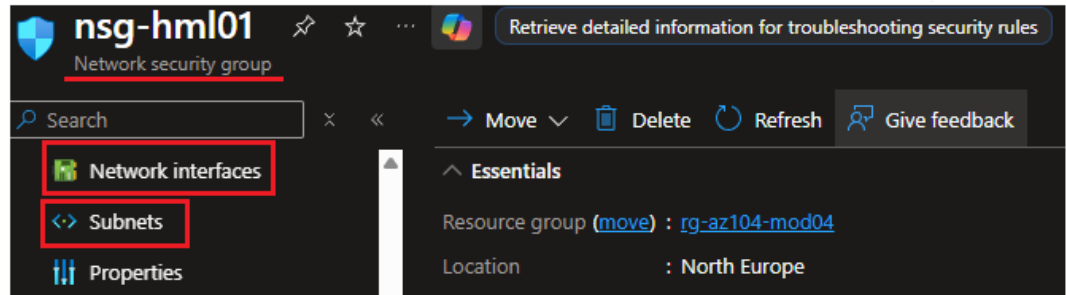 nsg-hml01
Network security group
Retrieve detailed information for troubleshooting security rules
Search
Network interfaces
Subnets
Properties
Move
Delete
Refresh
Give feedback
Essentials
Resource group (move) : rg-az104-mod04
Location : North Europe